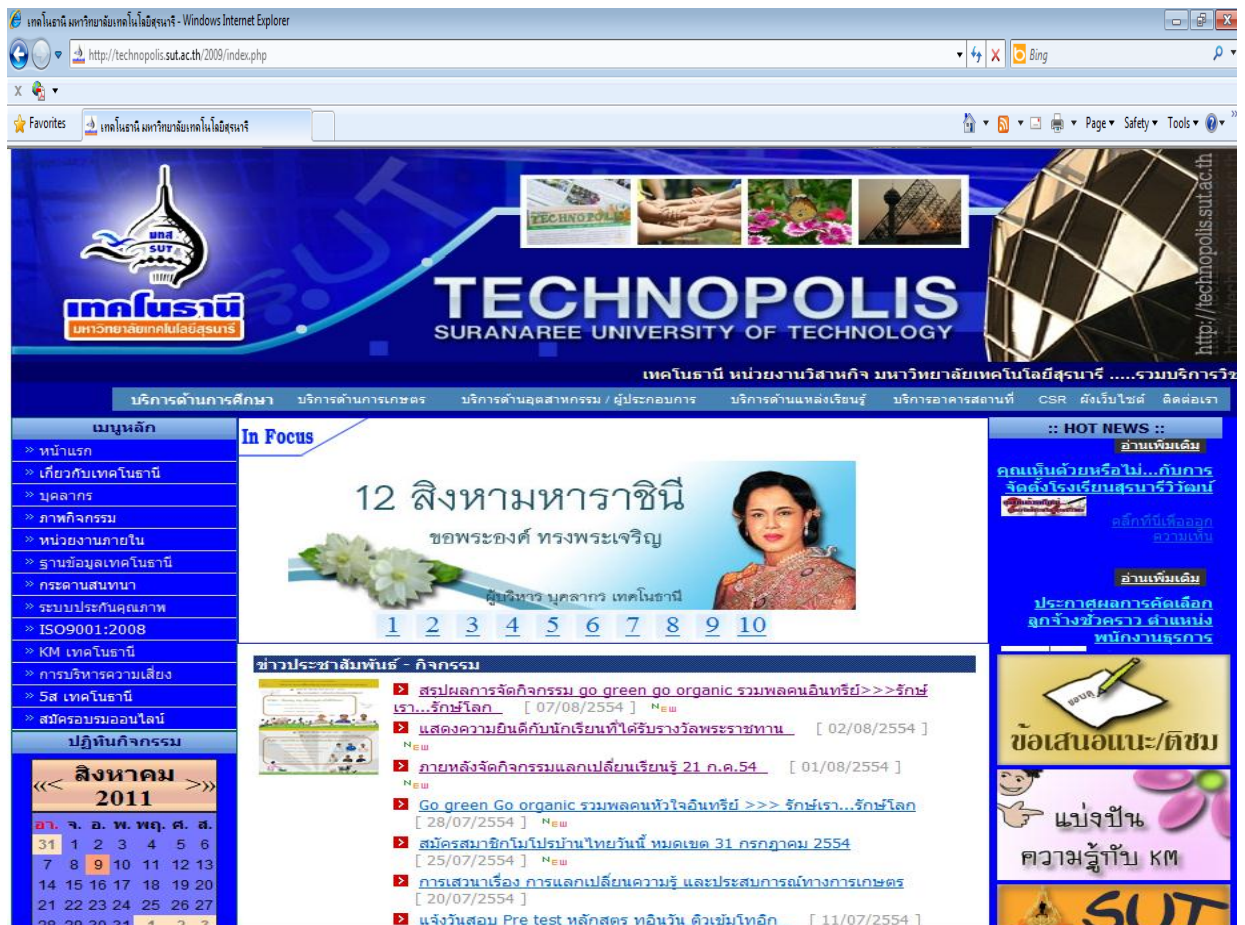 เทคโนธานี มหาวิทยาลัยเทคโนโลยีสุรนารี - Windows Internet Explorer
http://technopolis.sut.ac.th/2009/index.php
Bing
X
Favorites
เทคโนธานี มหาวิทยาลัยเทคโนโลยีสุรนารี
Page Safety Tools
มทส
SUT
เทคโนธานี
มหาวิทยาลัยเทคโนโลยีสุรนารี
TECHNOPOLIS
TECHNOPOLIS
SURANAREE UNIVERSITY OF TECHNOLOGY
http://technopolis.sut.ac.th
เทคโนธานี หน่วยงานวิสาหกิจ มหาวิทยาลัยเทคโนโลยีสุรนารี .....รวมบริการวิช
บริการด้านการศึกษา บริการด้านการเกษตร บริการด้านอุตสาหกรรม / ผู้ประกอบการ บริการด้านแหล่งเรียนรู้ บริการอาคารสถานที่ CSR ผังเว็บไซต์ ติดต่อเรา
เมนูหลัก
» หน้าแรก
» เกี่ยวกับเทคโนธานี
» บุคลากร
» ภาพกิจกรรม
» หน่วยงานภายใน
» ฐานข้อมูลเทคโนธานี
» กระดานสนทนา
» ระบบประกันคุณภาพ
» ISO9001:2008
» KM เทคโนธานี
» การบริหารความเสี่ยง
» 5ส เทคโนธานี
» สมัครอบรมออนไลน์
ปฏิทินกิจกรรม
««< สิงหาคม >»»
2011
อา. จ. อ. พ. พฤ. ศ. ส.
31 1 2 3 4 5 6
7 8 9 10 11 12 13
14 15 16 17 18 19 20
21 22 23 24 25 26 27
28 29 30 31 1 2 3
In Focus
12 สิงหามหาราชินี
ขอพระองค์ ทรงพระเจริญ
ผู้บริหาร บุคลากร เทคโนธานี
1 2 3 4 5 6 7 8 9 10
ข่าวประชาสัมพันธ์ - กิจกรรม
สรุปผลการจัดกิจกรรม go green go organic รวมพลคนอินทรีย์>>>รักษ์
เรา...รักษ์โลก [ 07/08/2554 ] New
แสดงความยินดีกับนักเรียนที่ได้รับรางวัลพระราชทาน [ 02/08/2554 ]
New
ภายหลังจัดกิจกรรมแลกเปลี่ยนเรียนรู้ 21 ก.ค.54 [ 01/08/2554 ]
New
Go green Go organic รวมพลคนหัวใจอินทรีย์ >>> รักษ์เรา...รักษ์โลก
[ 28/07/2554 ] New
สมัครสมาชิกโมโปรบ้านไทยวันนี้ หมดเขต 31 กรกฎาคม 2554
[ 25/07/2554 ] New
การเสวนาเรื่อง การแลกเปลี่ยนความรู้ และประสบการณ์ทางการเกษตร
[ 20/07/2554 ]
แจ้งวันสอบ Pre test หลักสูตร ทอินวัน ติวเข้มโทอิก [ 11/07/2554 ]
:: HOT NEWS ::
อ่านเพิ่มเติม
คุณเห็นด้วยหรือไม่...กับการ
จัดตั้งโรงเรียนสุรนารีวิวัฒน์
คลิ๊กที่นี่เพื่อออก
ความเห็น
อ่านเพิ่มเติม
ประกาศผลการคัดเลือก
ลูกจ้างชั่วคราว ตำแหน่ง
พนักงานธุรการ
ขอบคุณ
ข้อเสนอแนะ/ติชม
แบ่งปัน
ความรู้กับ KM
SUT